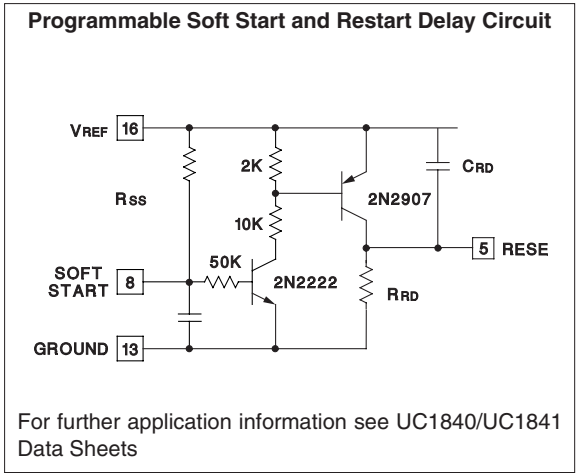 Programmable Soft Start and Restart Delay Circuit
VREF 16
2K
CRD
2N2907
RSS
10K
5 RESE
50K
SOFT
START 8
2N2222
RRD
GROUND 13
For further application information see UC1840/UC1841
Data Sheets